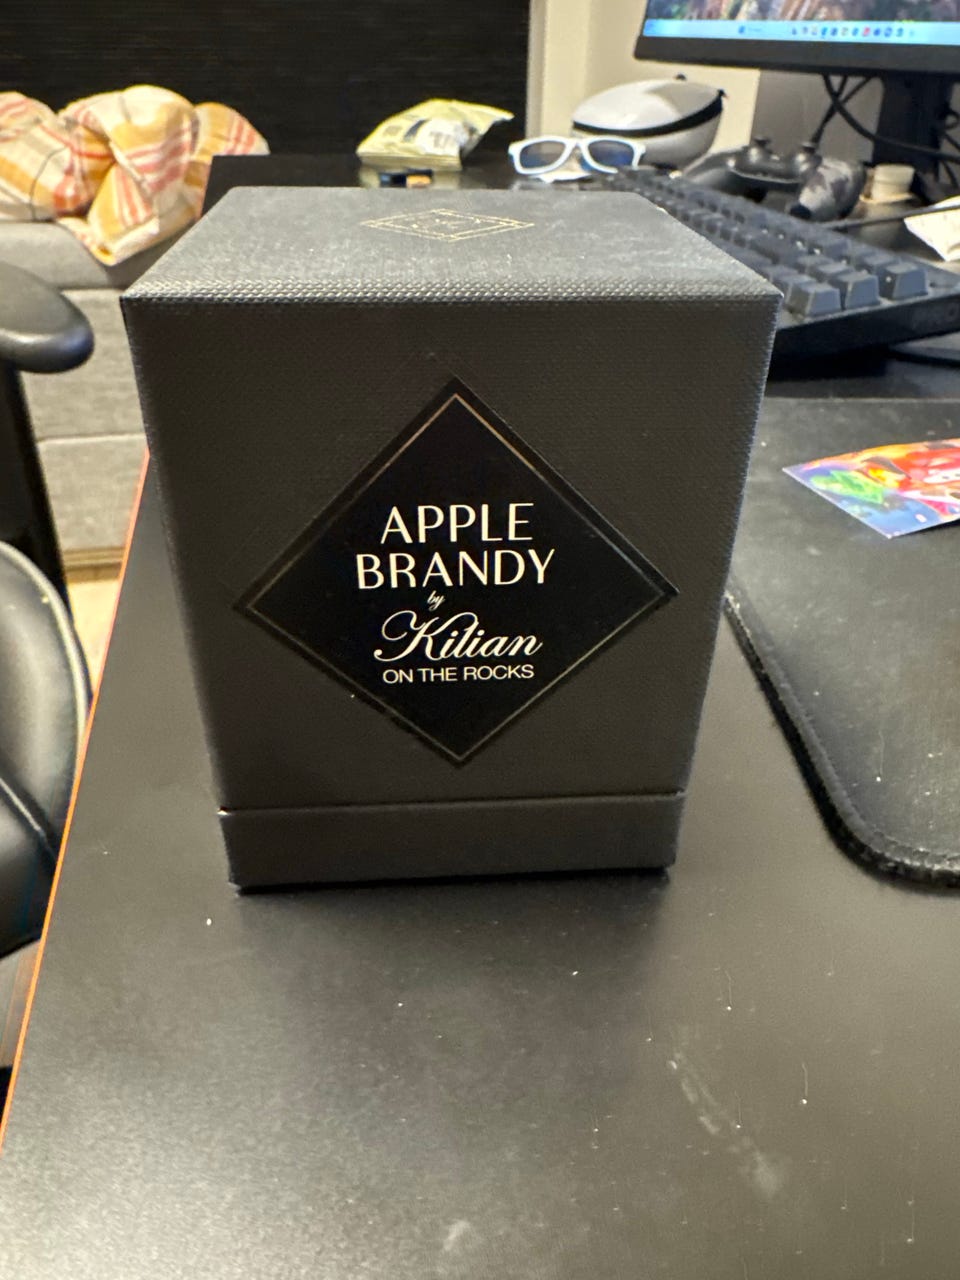 APPLE
BRANDY
by
Kilian
ON THE ROCKS